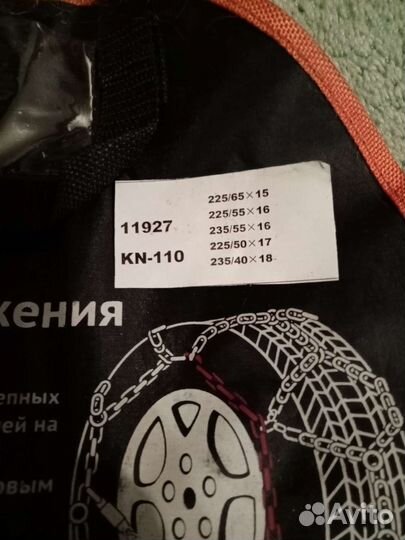 225/65×15
225/55×16
11927 235/55×16
225/50×17
KN-110 235/40×18
жения
епных
ей на
овым
Avito